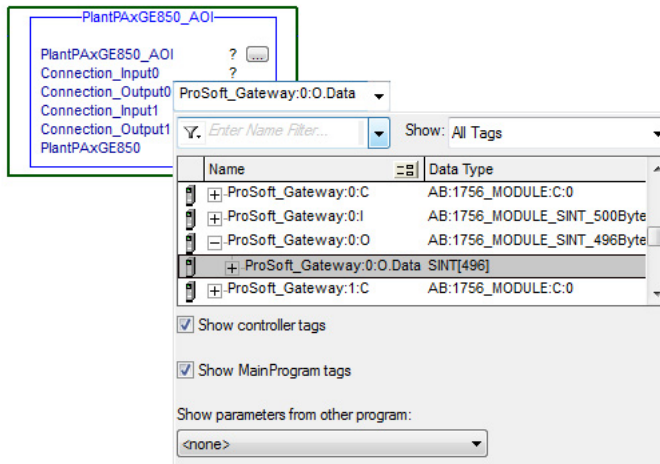 PlantPAxGE850_AOI
PlantPAxGE850_AOI ? ...
Connection_Input0 ?
Connection_Output0 ProSoft_Gateway:0:O.Data
Connection_Input1
Connection_Output1
PlantPAxGE850
Enter Name Filter... Show: All Tags
Name Data Type
ProSoft_Gateway:0:C AB:1756_MODULE:C:0
ProSoft_Gateway:0:I AB:1756_MODULE_SINT_500Byte
ProSoft_Gateway:0:O AB:1756_MODULE_SINT_496Byte
ProSoft_Gateway:0:O.Data SINT[496]
ProSoft_Gateway:1:C AB:1756_MODULE:C:0
Show controller tags
Show MainProgram tags
Show parameters from other program:
<none>